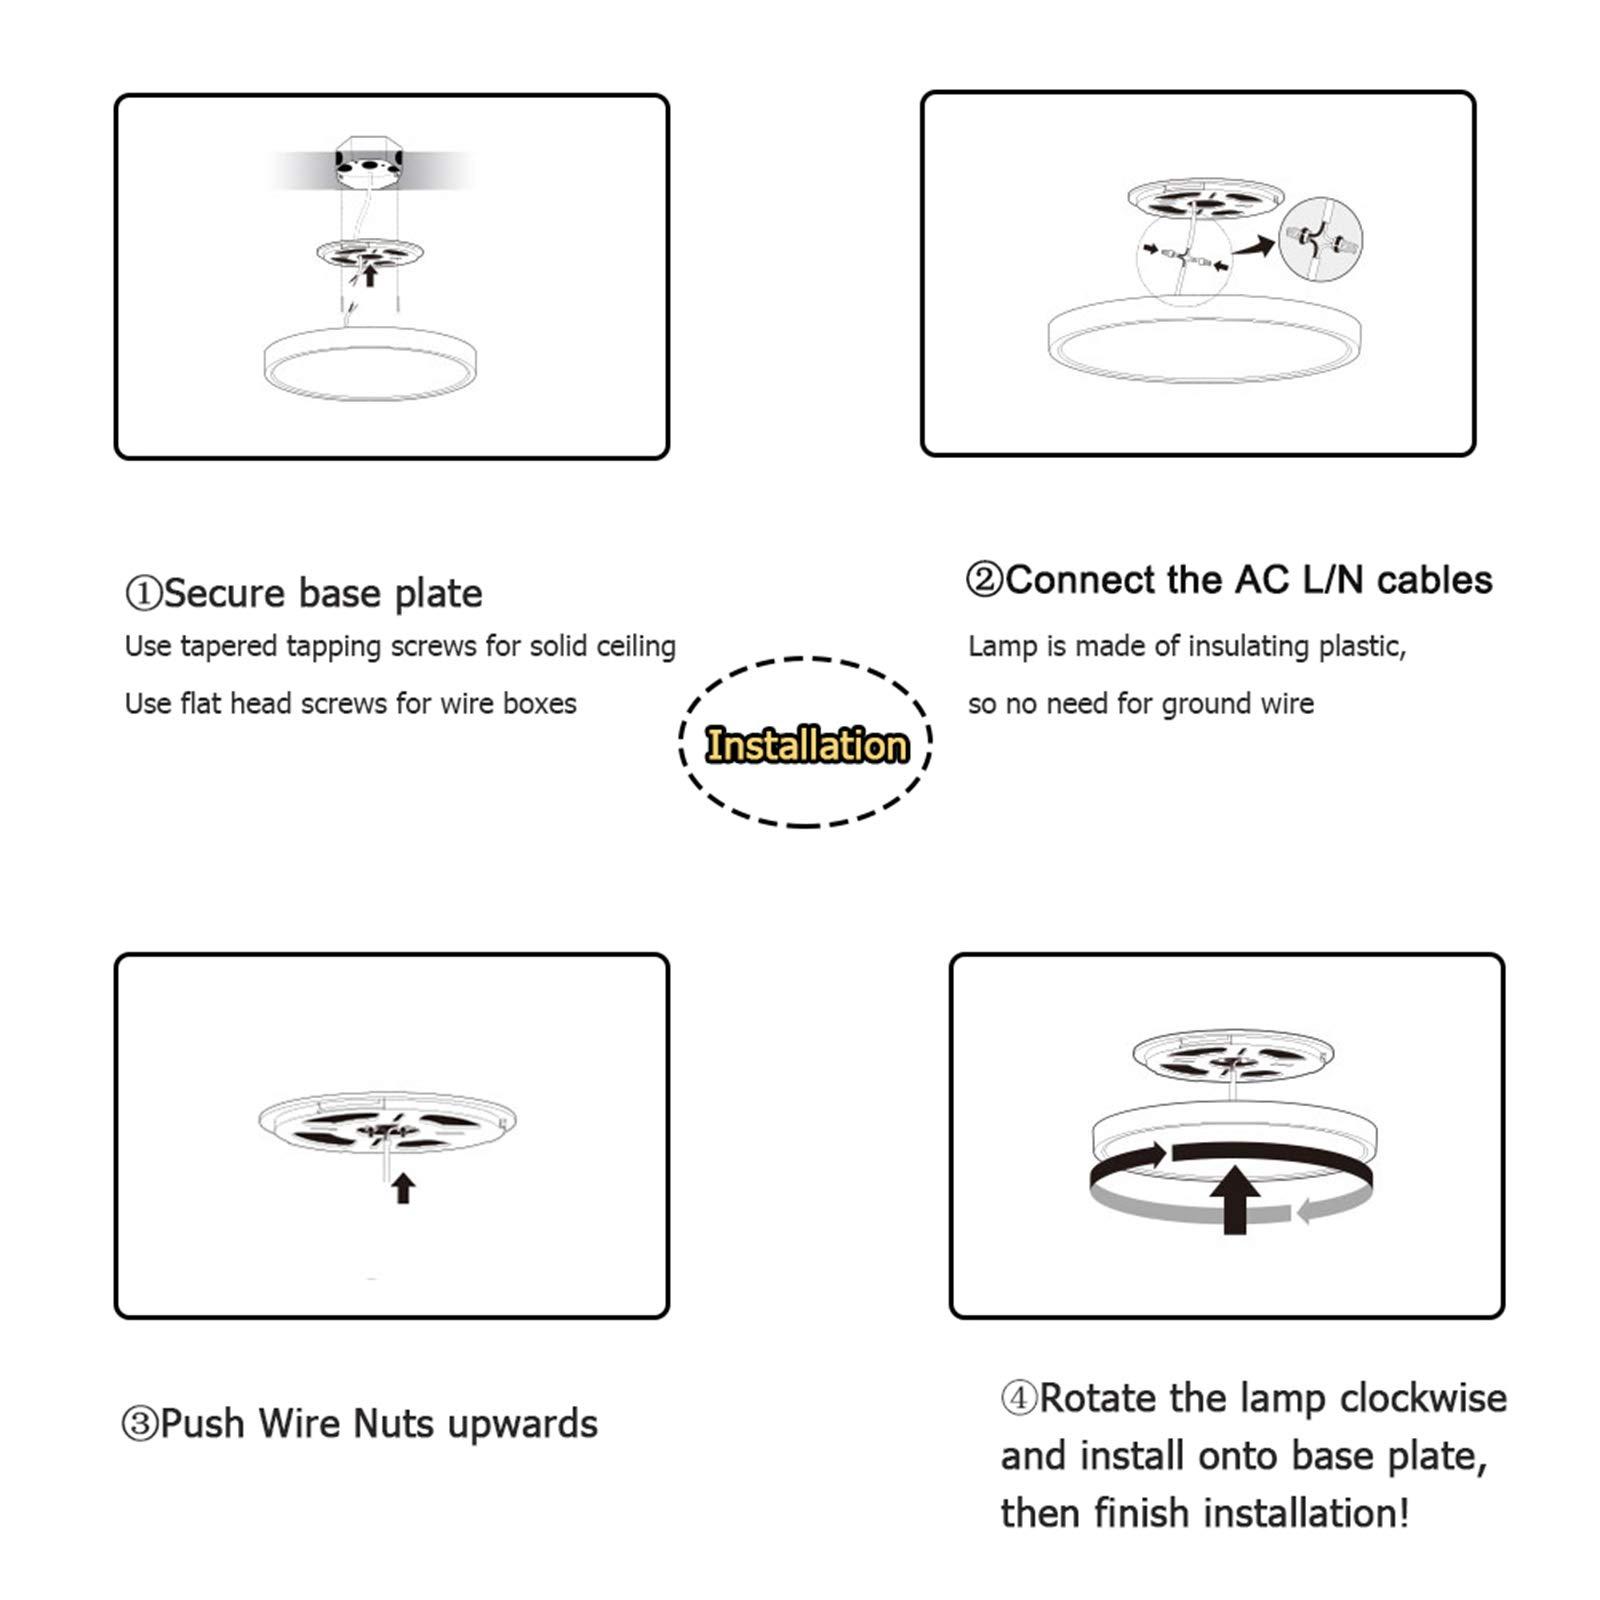 ①Secure base plate
Use tapered tapping screws for solid ceiling
Use flat head screws for wire boxes
②Connect the AC L/N cables
Lamp is made of insulating plastic,
so no need for ground wire
Installation
③Push Wire Nuts upwards
④Rotate the lamp clockwise
and install onto base plate,
then finish installation!